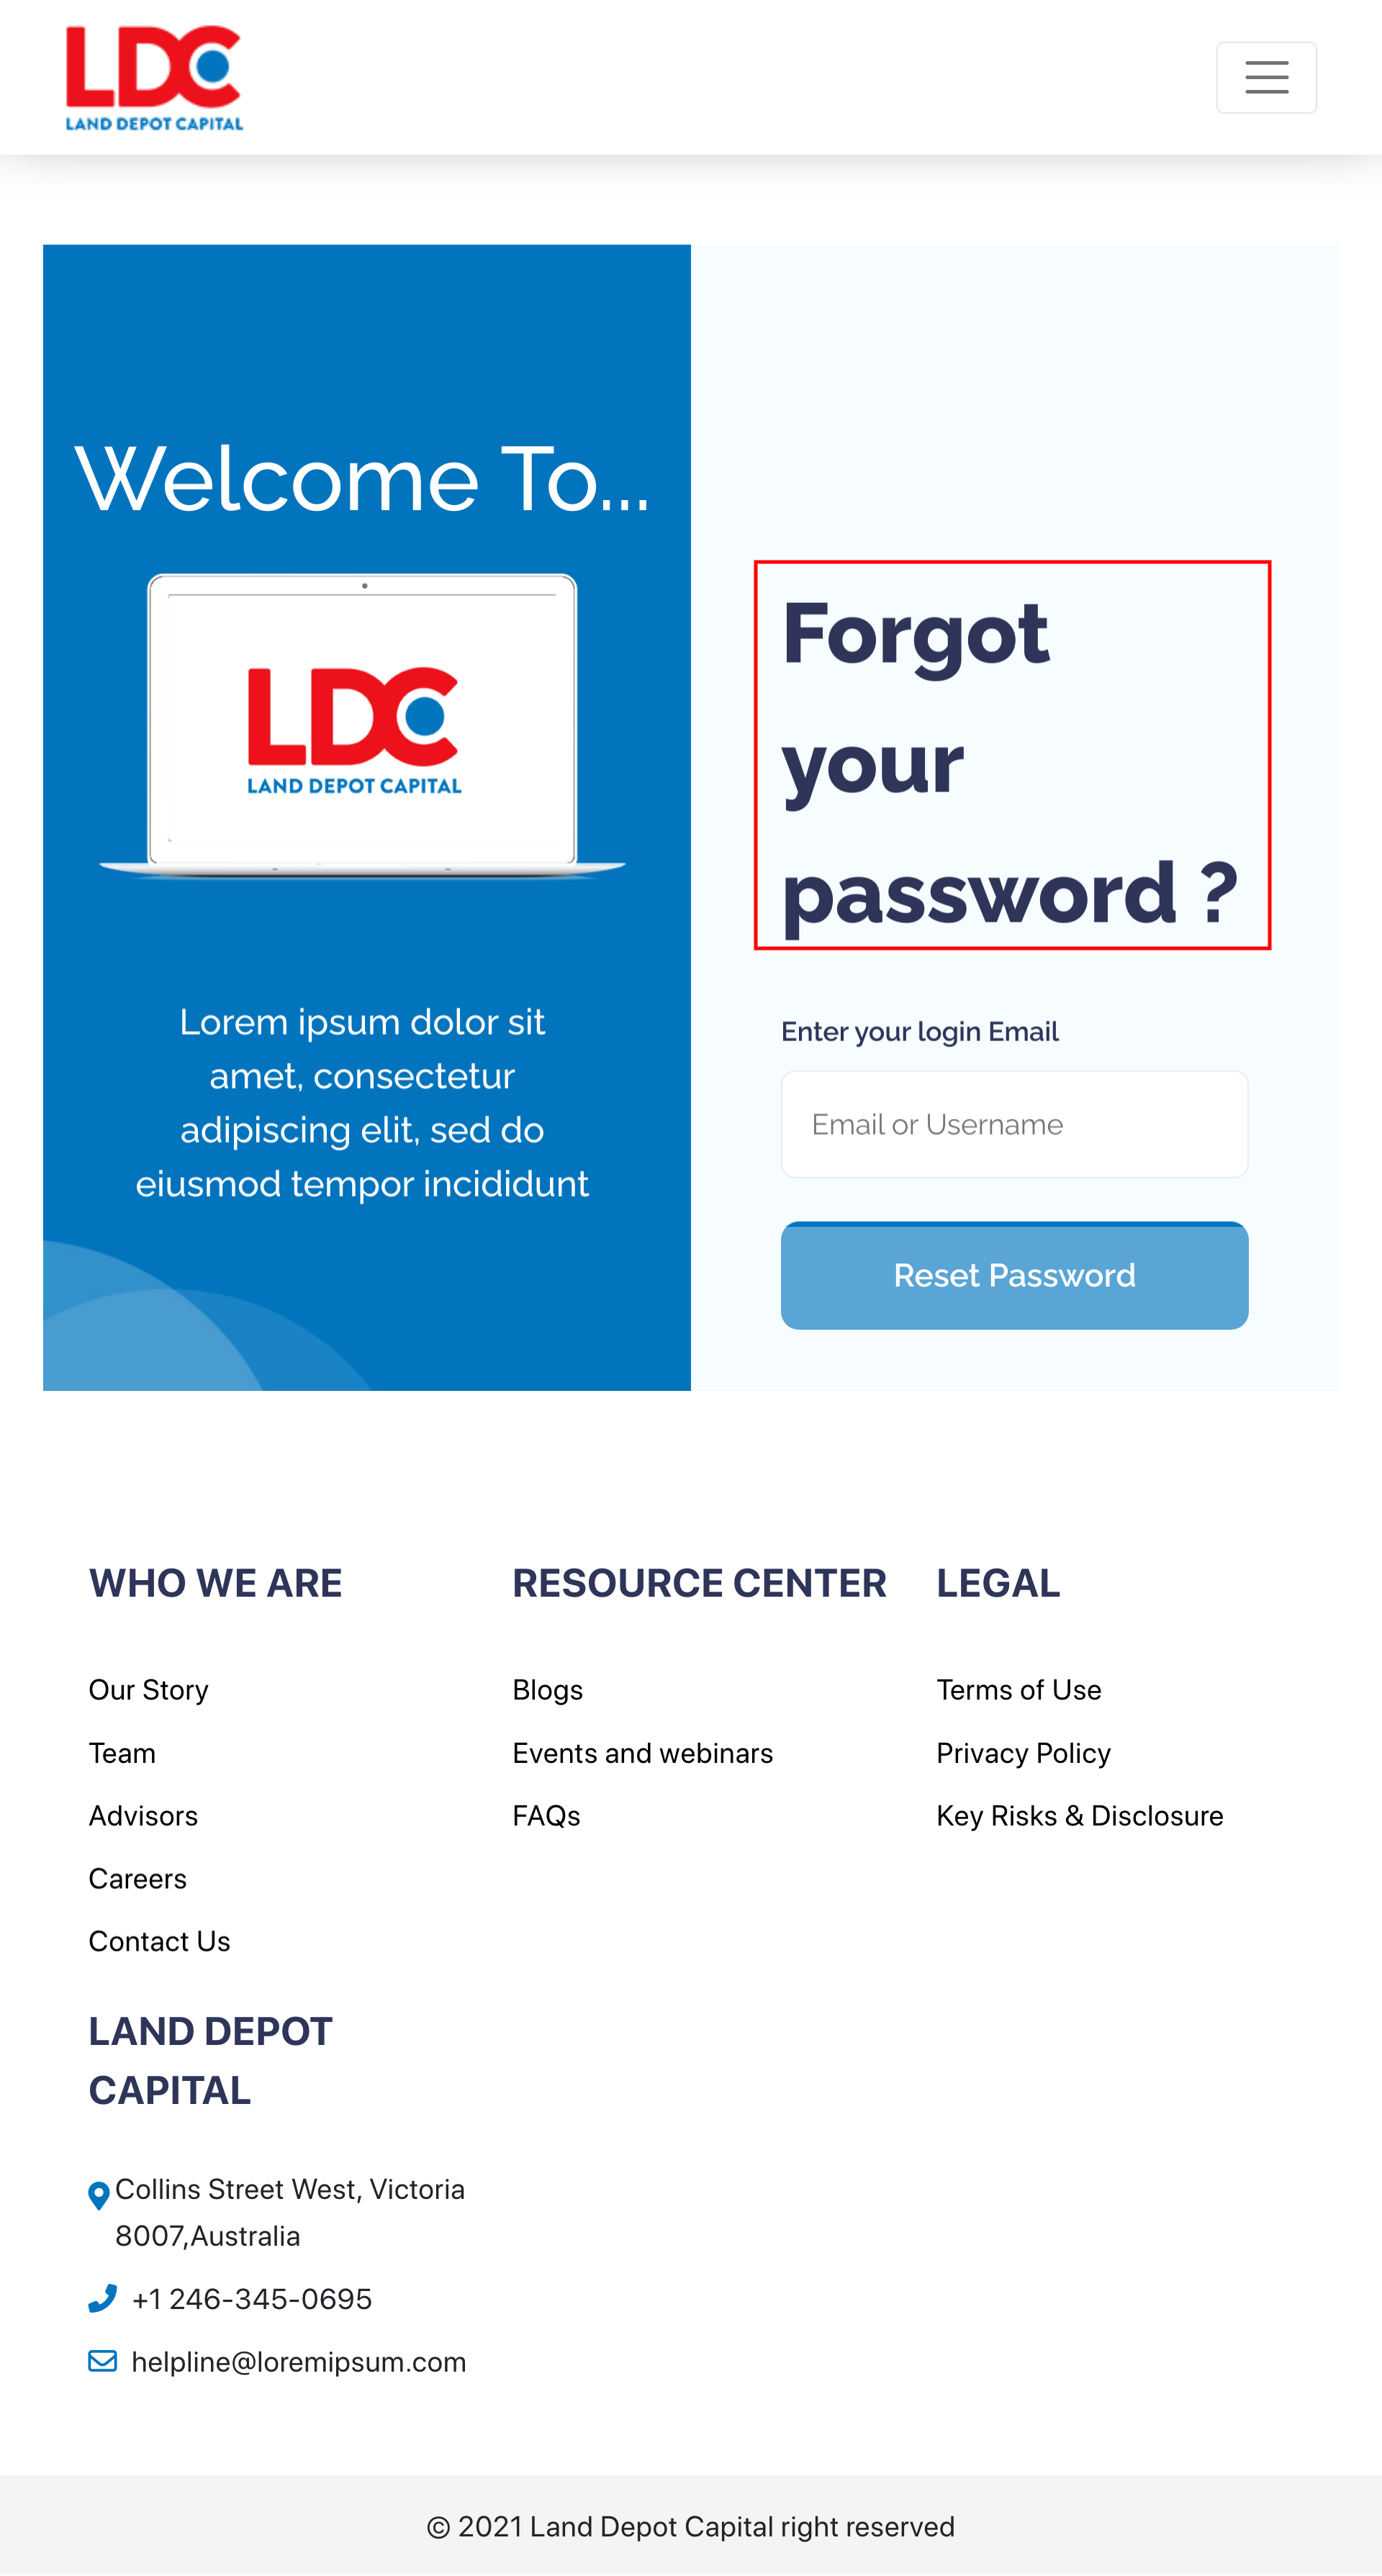 LDC
LAND DEPOT CAPITAL
Welcome To...
LDC
LAND DEPOT CAPITAL
Lorem ipsum dolor sit
amet, consectetur
adipiscing elit, sed do
eiusmod tempor incididunt
Forgot
your
password ?
Enter your login Email
Email or Username
Reset Password
WHO WE ARE
Our Story
Team
Advisors
Careers
Contact Us
RESOURCE CENTER
Blogs
Events and webinars
FAQs
LEGAL
Terms of Use
Privacy Policy
Key Risks & Disclosure
LAND DEPOT
CAPITAL
Collins Street West, Victoria
8007,Australia
+1 246-345-0695
helpline@loremipsum.com
© 2021 Land Depot Capital right reserved